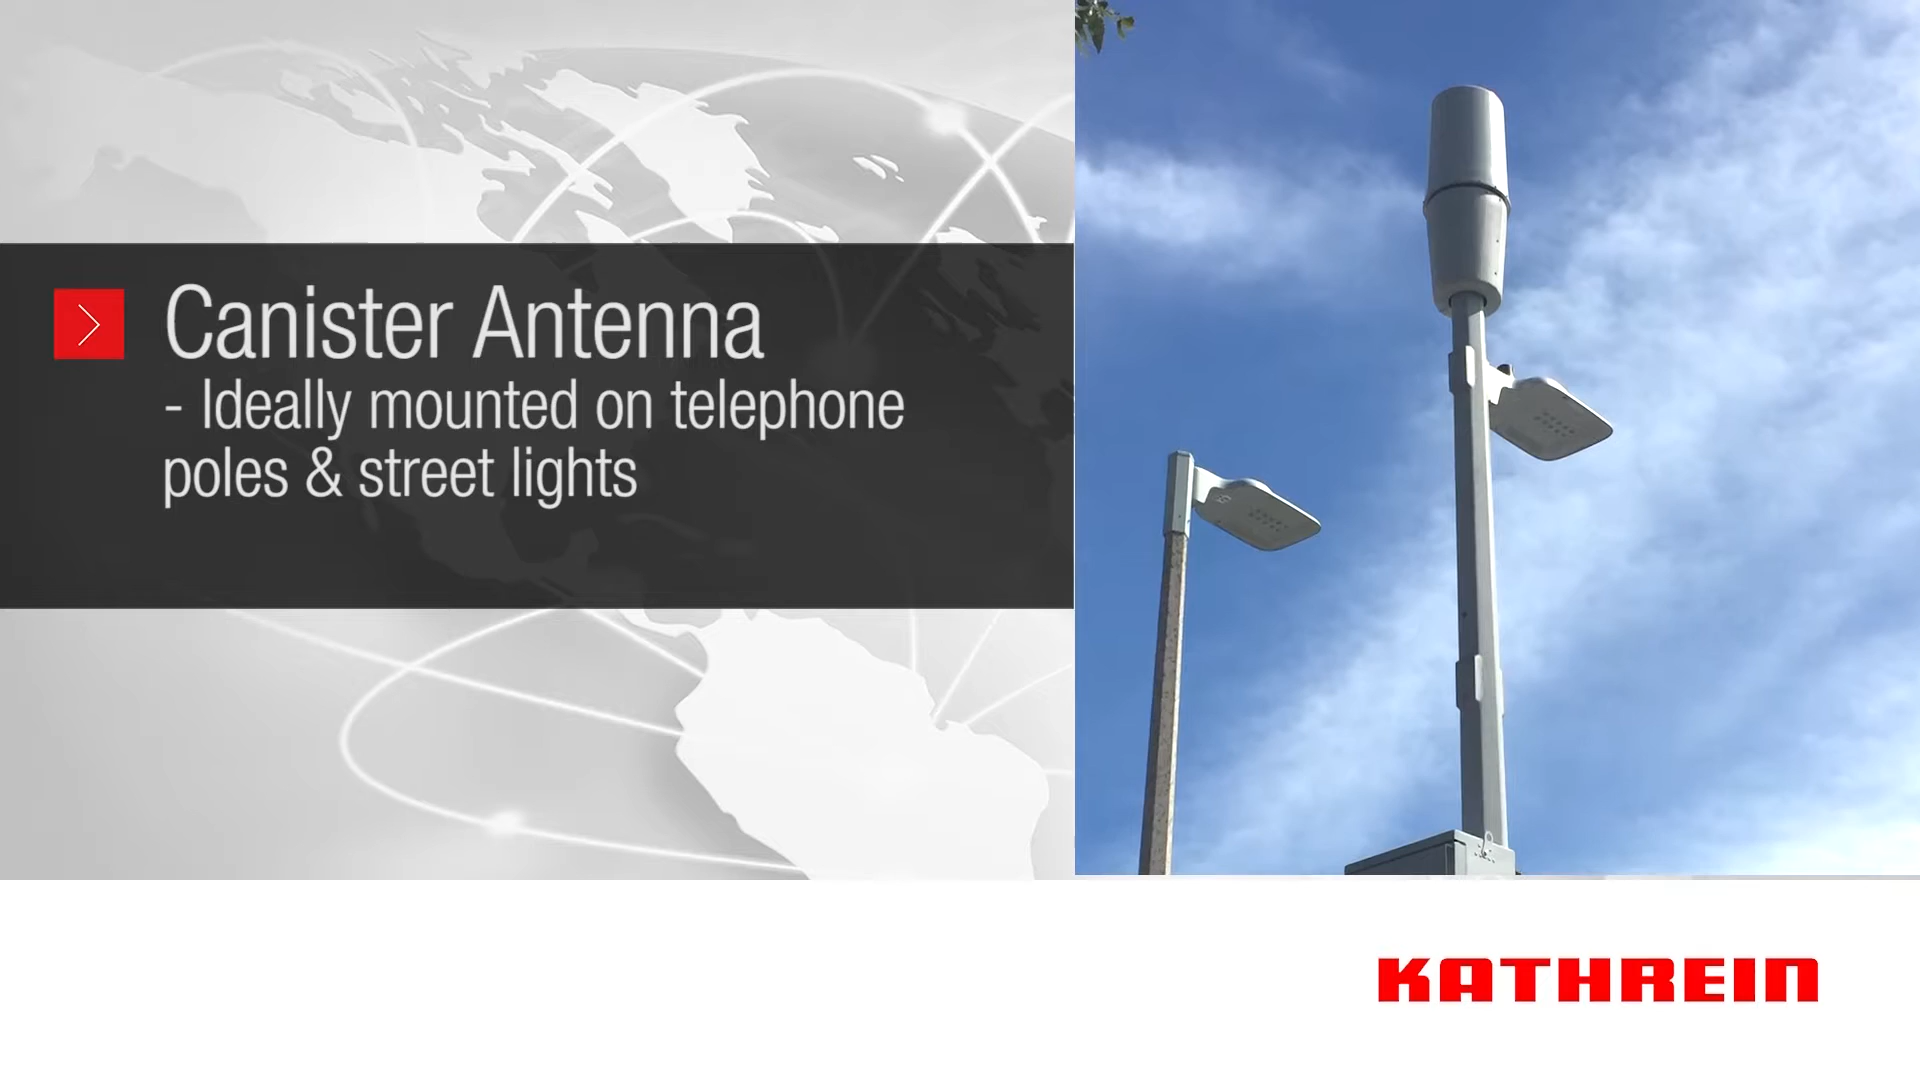 Canister Antenna
- Ideally mounted on telephone
poles & street lights
KATHREIN